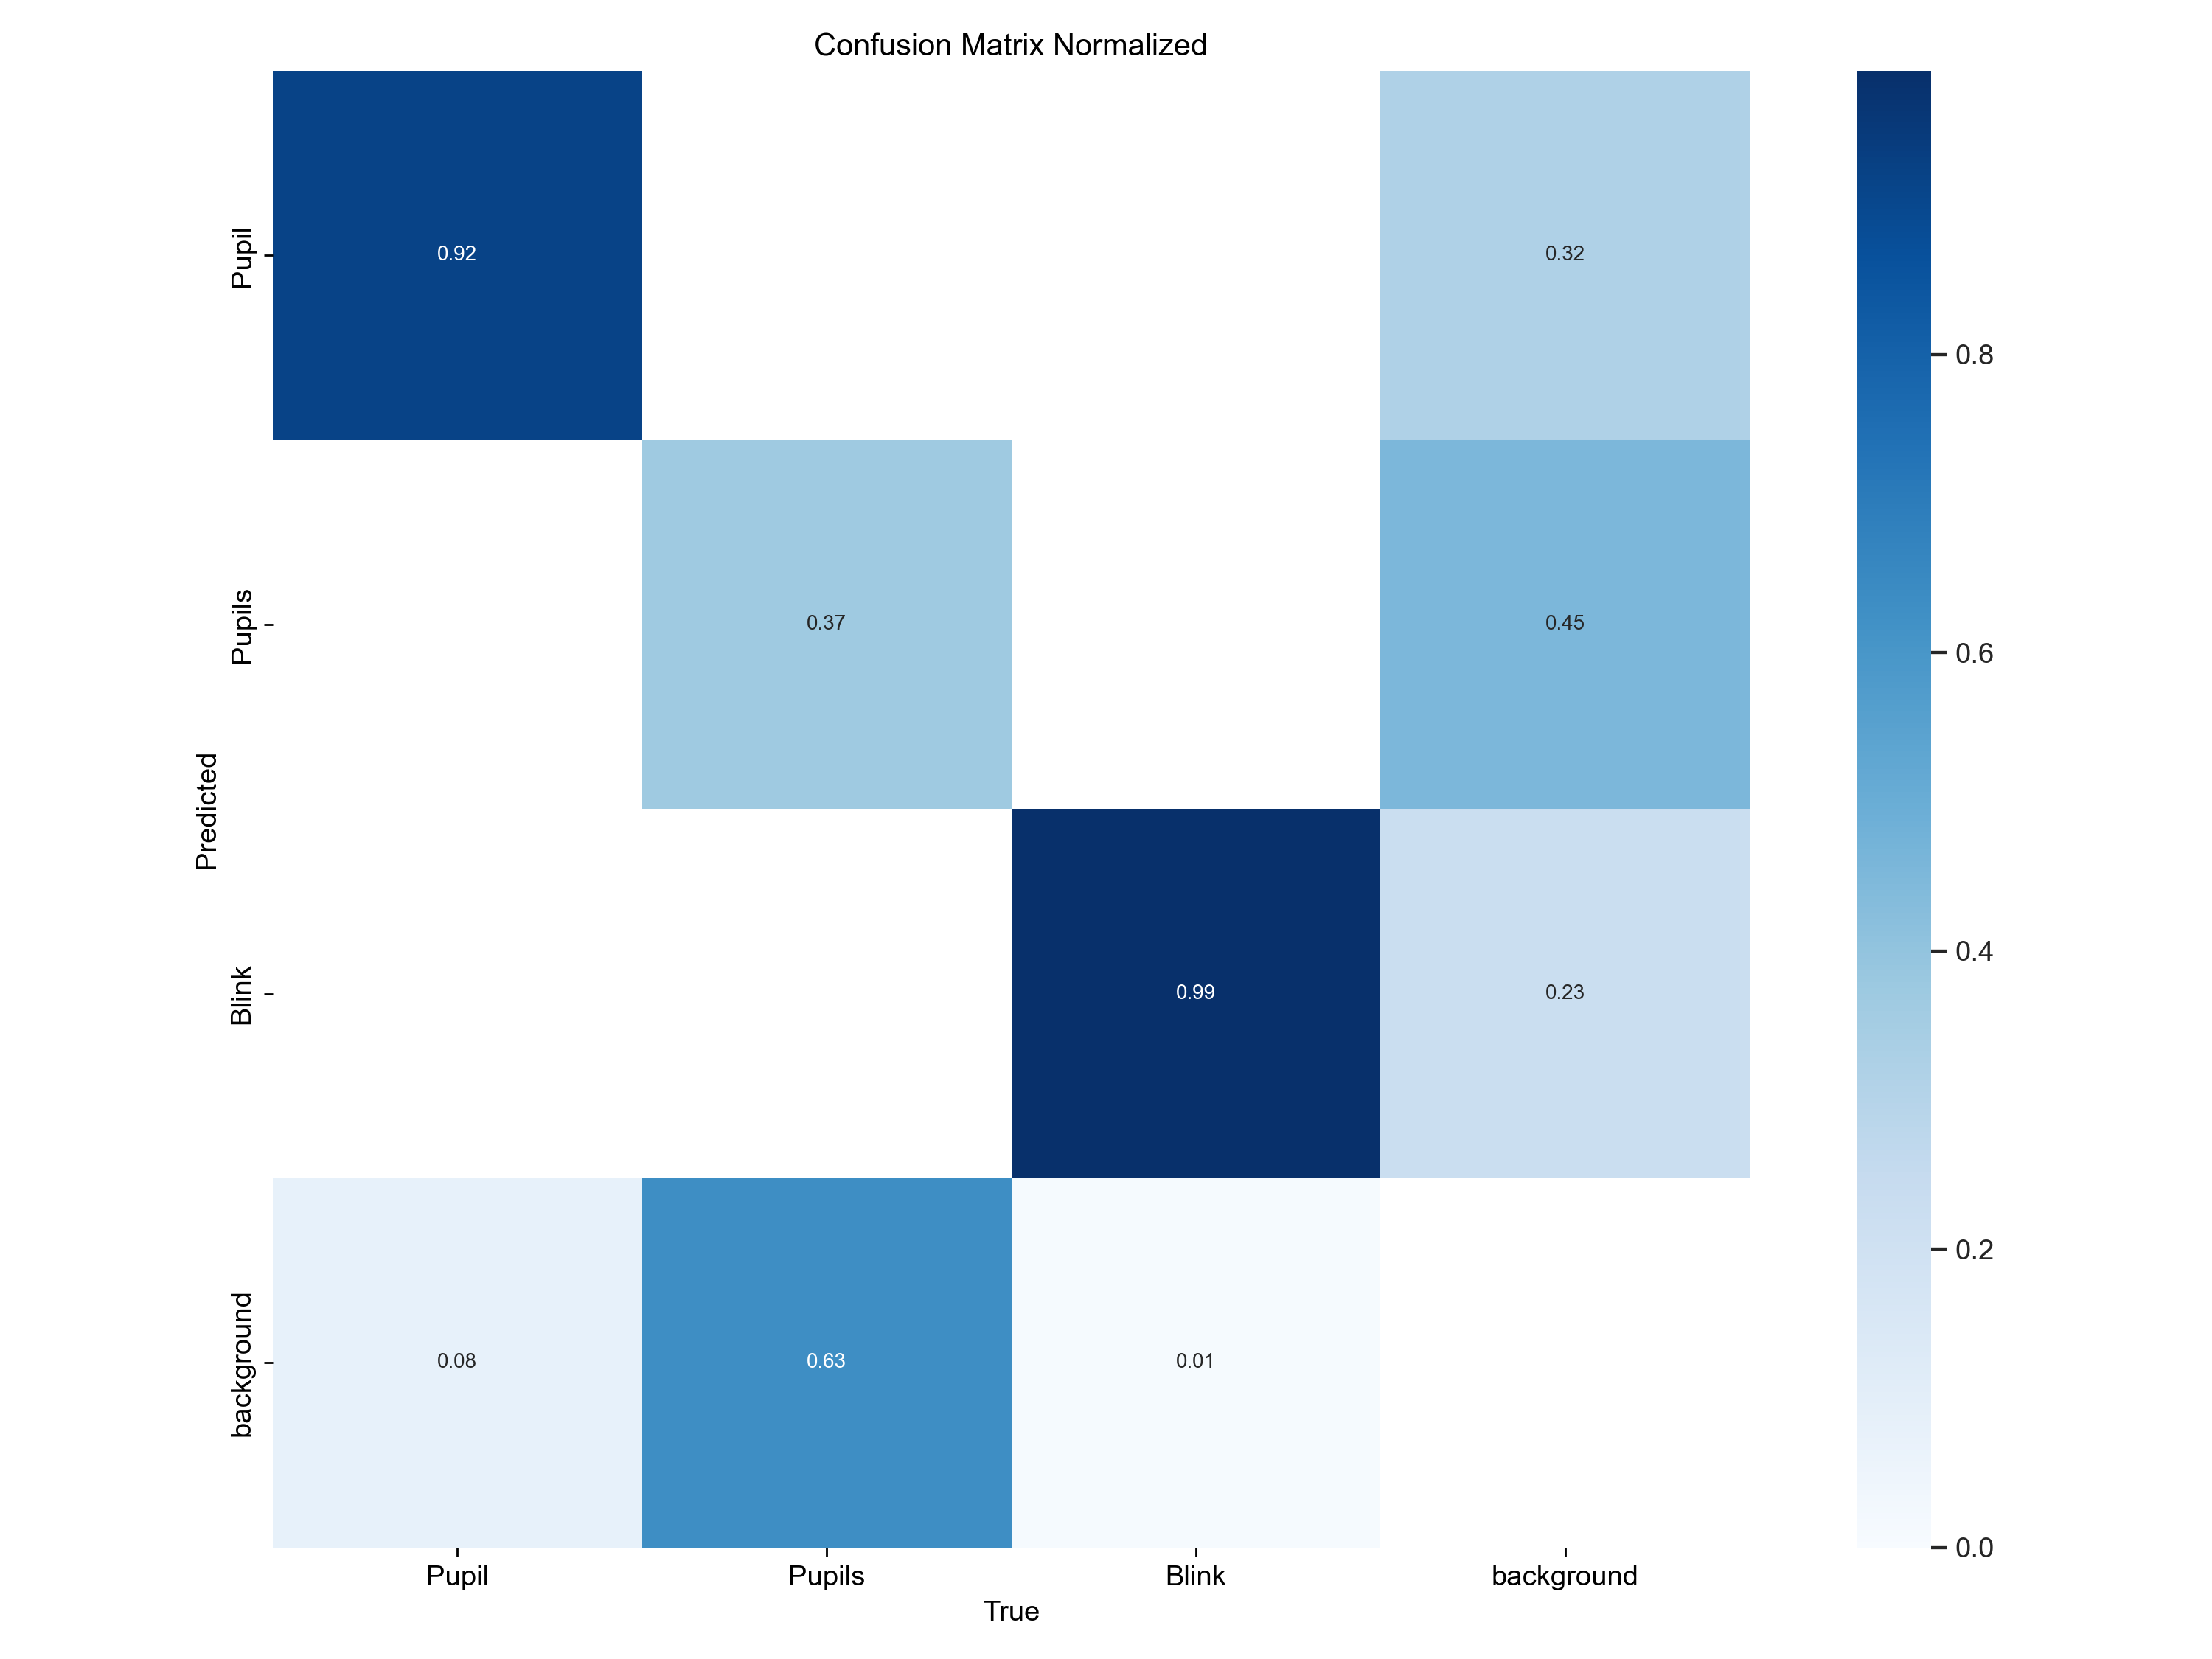 Confusion Matrix Normalized
Pupil
0.92
0.32
0.8
Pupils
0.37
0.45
0.6
Predicted
Blink
0.99
0.23
0.4
background
0.08
0.63
0.01
0.2
0.0
Pupil
Pupils
Blink
background
True